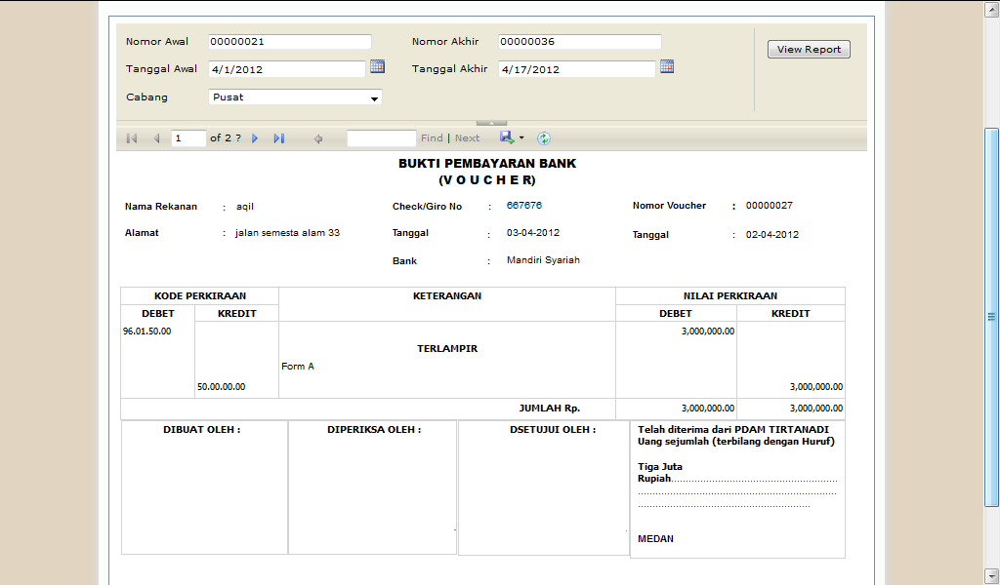 Nomor Awal 00000021 Nomor Akhir 00000036 View Report
Tanggal Awal 4/1/2012 Tanggal Akhir 4/17/2012
Cabang Pusat
1 of 2 ? Find | Next
BUKTI PEMBAYARAN BANK
(V O U C H E R)
Nama Rekanan : aqil Check/Giro No : 667676 Nomor Voucher : 00000027
Alamat : jalan semesta alam 33 Tanggal : 03-04-2012 Tanggal : 02-04-2012
Bank : Mandiri Syariah
KODE PERKIRAAN KETERANGAN NILAI PERKIRAAN
DEBET KREDIT DEBET KREDIT
96.01.50.00 3,000,000.00
TERLAMPIR
Form A
50.00.00.00 3,000,000.00
JUMLAH Rp. 3,000,000.00 3,000,000.00
DIBUAT OLEH : DIPERIKSA OLEH : DSETUJUI OLEH : Telah diterima dari PDAM TIRTANADI
Uang sejumlah (terbilang dengan Huruf)
Tiga Juta
Rupiah..........................................................
.....................................................................
............................................................
MEDAN